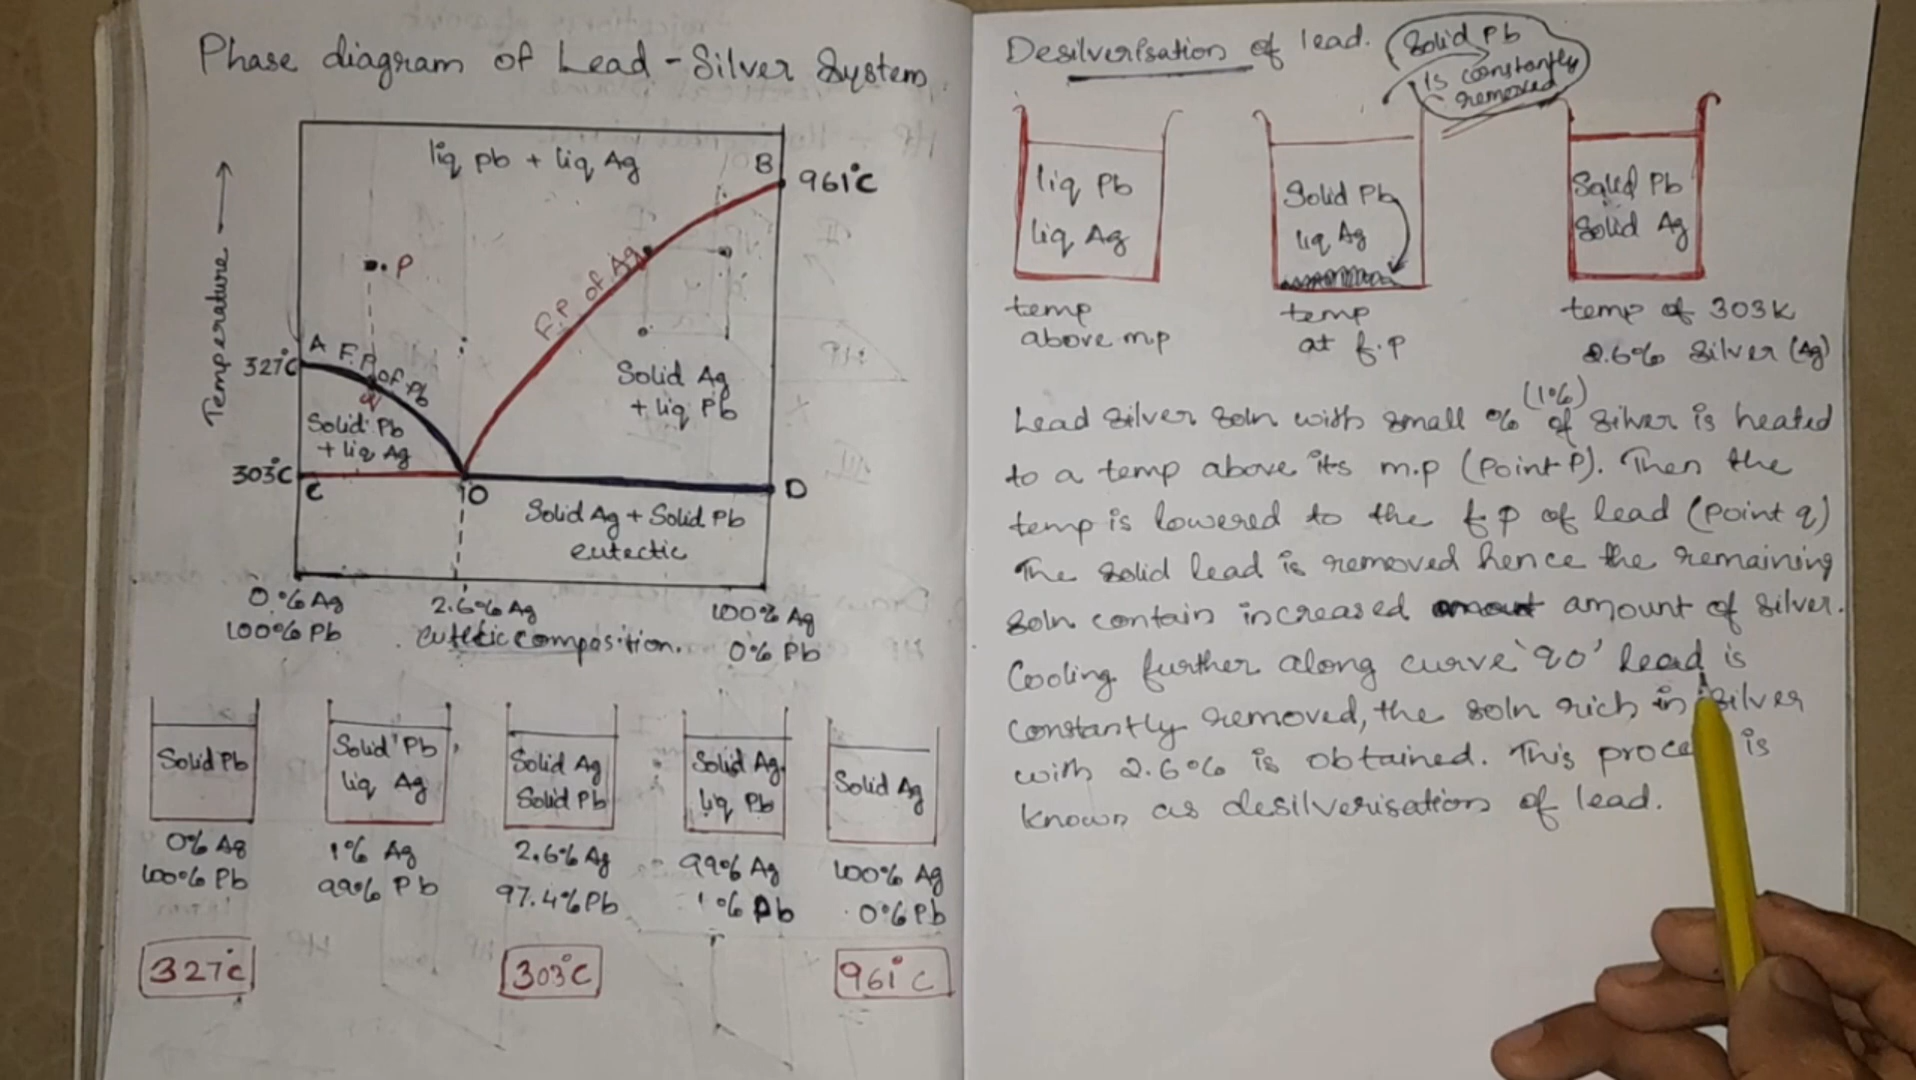 Phase diagram of Lead - Silver System
liq pb + liq Ag
B
961°C
Temperature
P
F.P of Ag
327°C
A F.P of Pb
q
Solid Ag
+ liq Pb
Solid Pb
+ liq Ag
303°C
C
O
D
Solid Ag + Solid Pb
eutectic
0% Ag
100% Pb
2.6% Ag
eutectic composition.
100% Ag
0% Pb
Solid Pb
0% Ag
100% Pb
327°C
Solid Pb
liq Ag
1% Ag
99% Pb
Solid Ag
Solid Pb
2.6% Ag
97.4% Pb
303°C
Solid Ag
liq Pb
99% Ag
1% Pb
Solid Ag
100% Ag
0% Pb
961°C
Desilverisation of lead.
Solid Pb
is constantly
removed
liq Pb
liq Ag
temp
above m.p
Solid Pb
liq Ag
temp
at f.p
Solid Pb
Solid Ag
temp of 303K
2.6% silver (Ag)
(1%)
Lead silver soln with small % of silver is heated
to a temp above its m.p (Point P). Then the
temp is lowered to the f.p of lead (point q)
The solid lead is removed hence the remaining
soln contain increased amount of silver.
Cooling further along curve 'qo' lead is
constantly removed, the soln rich in silver
with 2.6% is obtained. This proce is
known as desilverisation of lead.